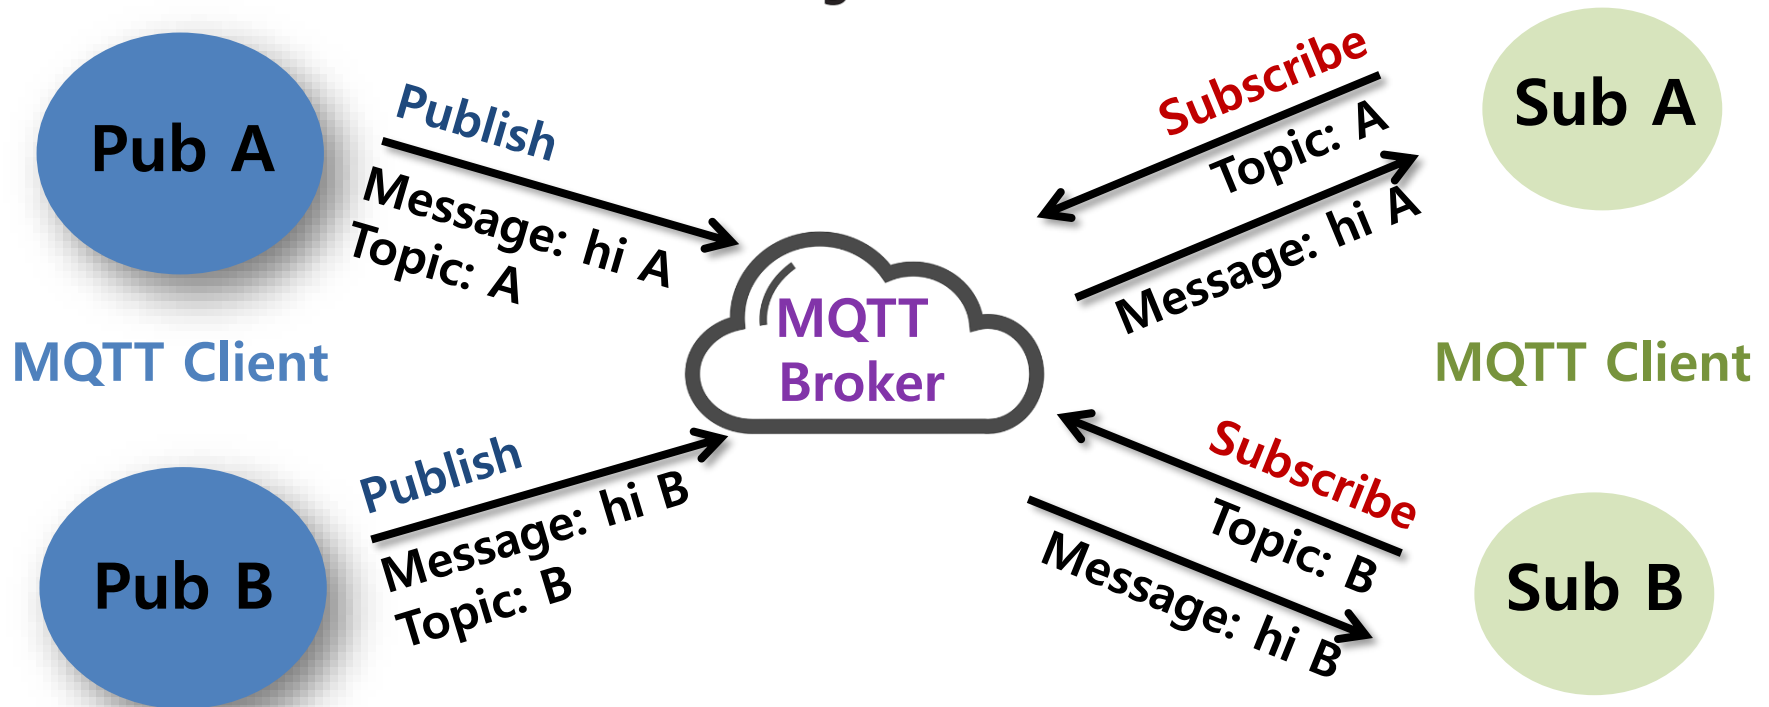 Pub A
Publish
Message: hi A
Topic: A
MQTT Client
Pub B
Publish
Message: hi B
Topic: B
MQTT
Broker
Subscribe
Topic: A
Message: hi A
Sub A
MQTT Client
Subscribe
Topic: B
Message: hi B
Sub B